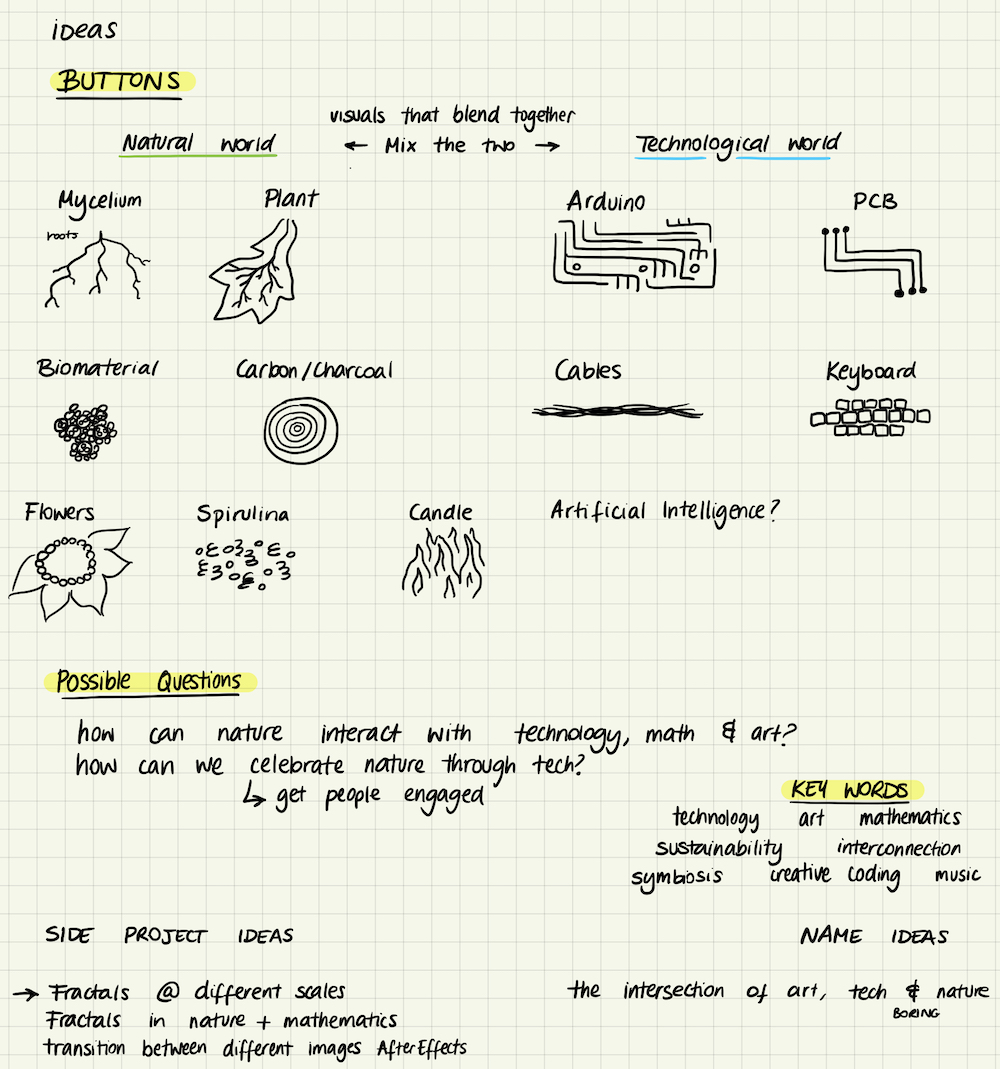 ideas
BUTTONS
visuals that blend together
Natural world ← Mix the two → Technological world
Mycelium Plant Arduino PCB
roots
Biomaterial Carbon/Charcoal Cables Keyboard
Flowers Spirulina Candle Artificial Intelligence?
Possible Questions
how can nature interact with technology, math & art?
how can we celebrate nature through tech?
↳ get people engaged
KEY WORDS
technology art mathematics
sustainability interconnection
symbiosis creative coding music
SIDE PROJECT IDEAS
→ Fractals @ different scales
Fractals in nature + mathematics
transition between different images AfterEffects
NAME IDEAS
the intersection of art, tech & nature
BORING